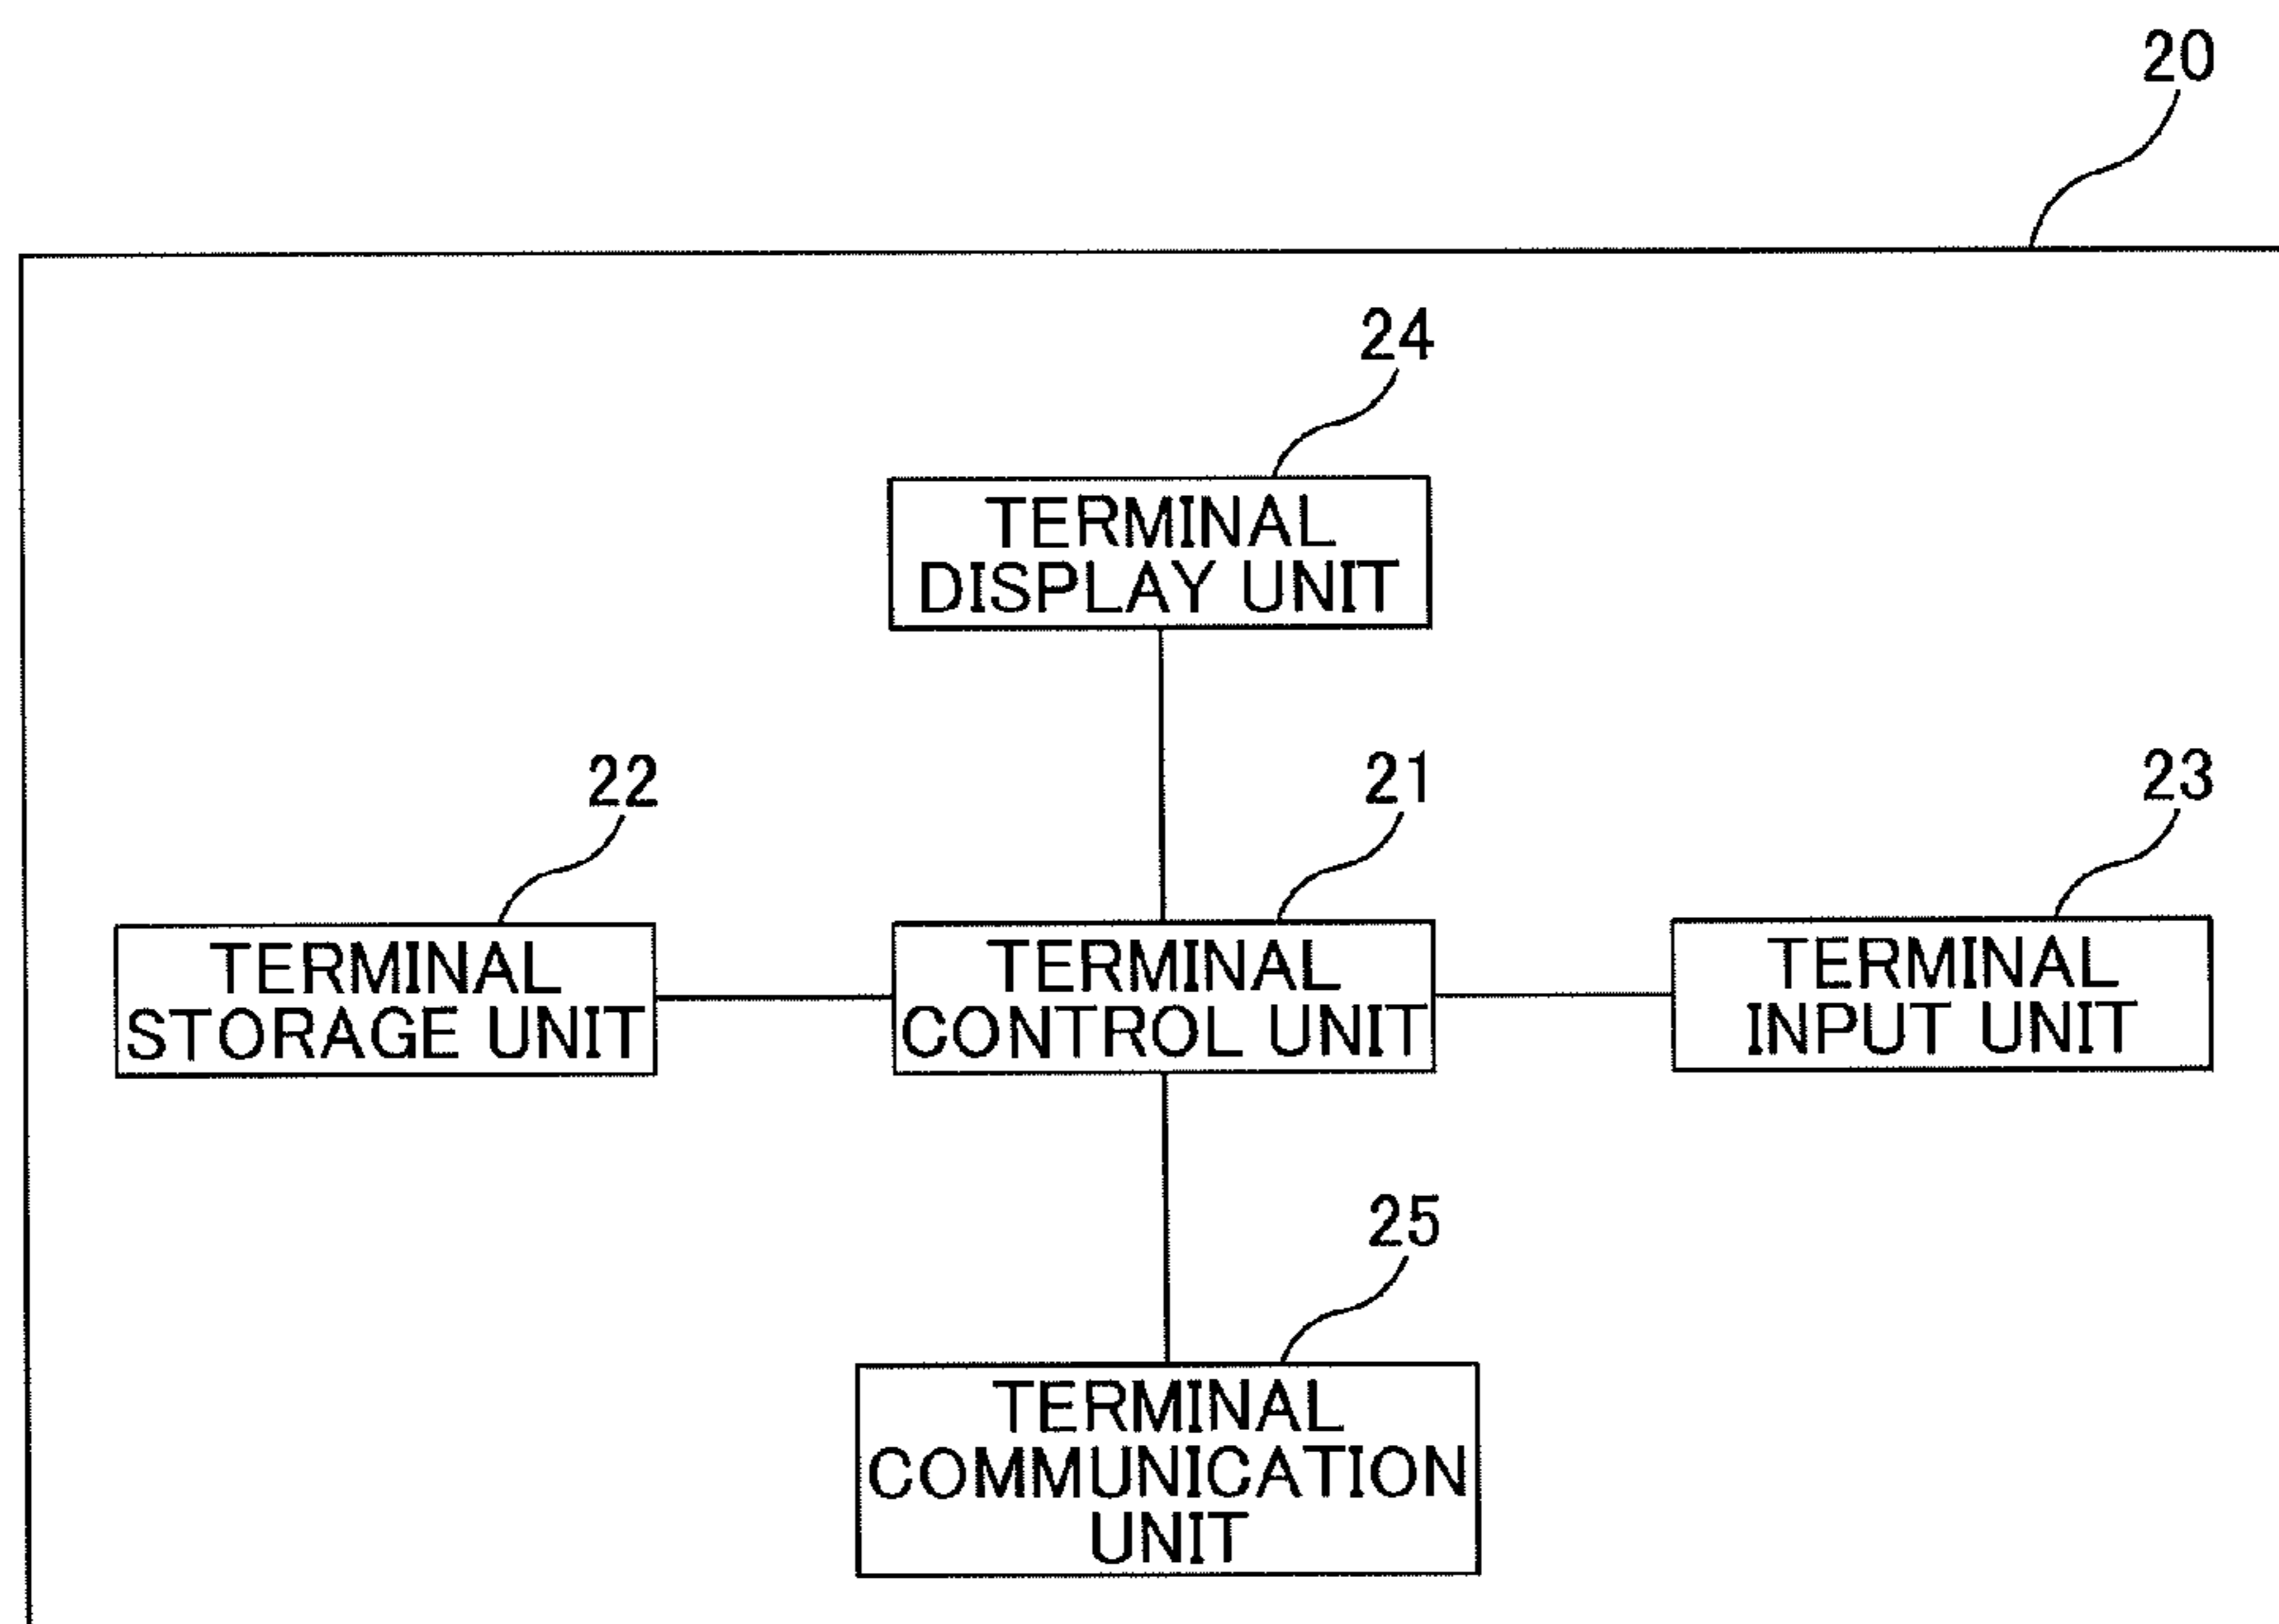 20
24
TERMINAL
DISPLAY UNIT
22
21
23
TERMINAL
STORAGE UNIT
TERMINAL
CONTROL UNIT
TERMINAL
INPUT UNIT
25
TERMINAL
COMMUNICATION
UNIT